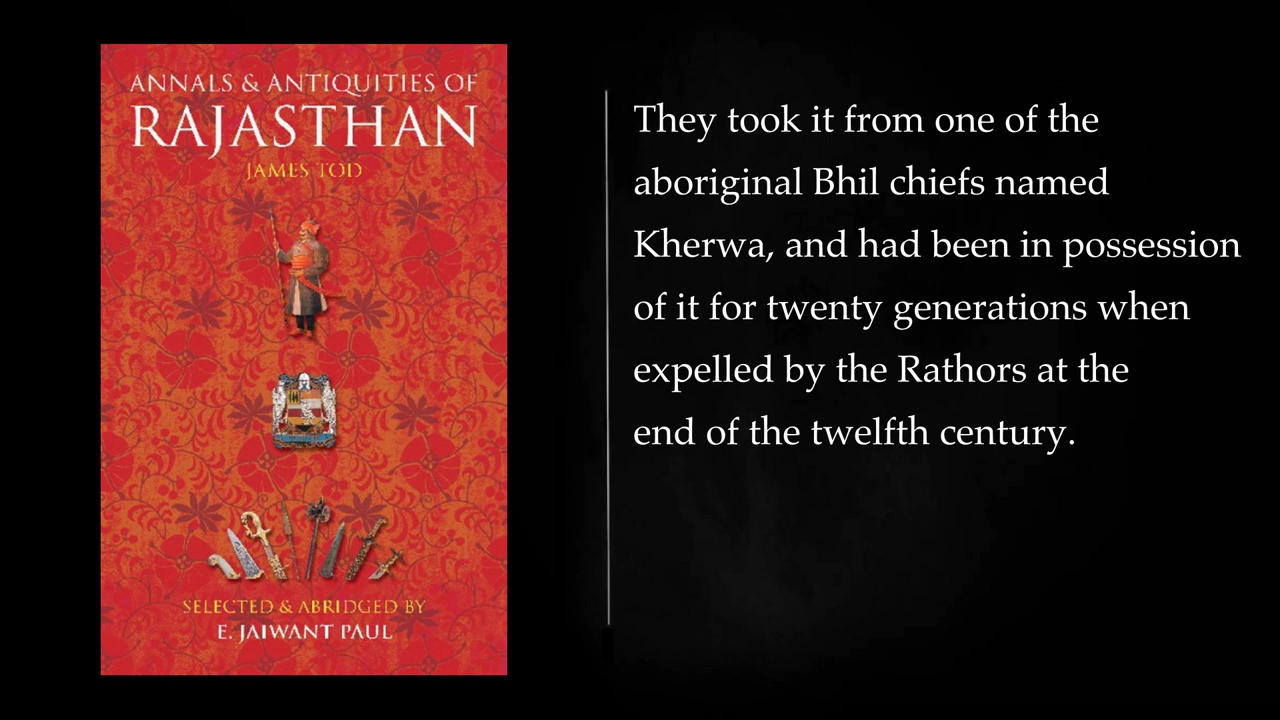 ANNALS & ANTIQUITIES OF
RAJASTHAN
JAMES TOD
SELECTED & ABRIDGED BY
E. JAIWANT PAUL
They took it from one of the
aboriginal Bhil chiefs named
Kherwa, and had been in possession
of it for twenty generations when
expelled by the Rathors at the
end of the twelfth century.